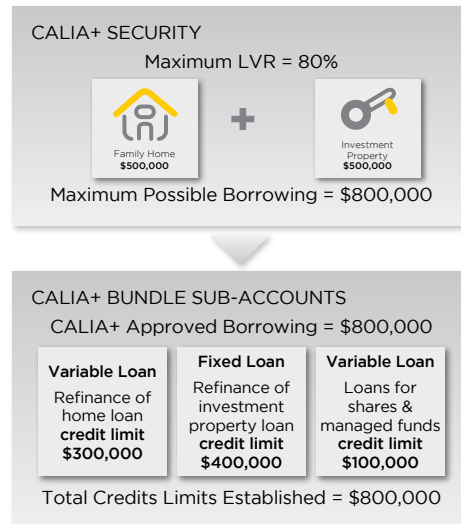 CALIA+ SECURITY
Maximum LVR = 80%
Family Home
$500,000
+
Investment
Property
$500,000
Maximum Possible Borrowing = $800,000
CALIA+ BUNDLE SUB-ACCOUNTS
CALIA+ Approved Borrowing = $800,000
Variable Loan
Refinance of
home loan
credit limit
$300,000
Fixed Loan
Refinance of
investment
property loan
credit limit
$400,000
Variable Loan
Loans for
shares &
managed funds
credit limit
$100,000
Total Credits Limits Established = $800,000